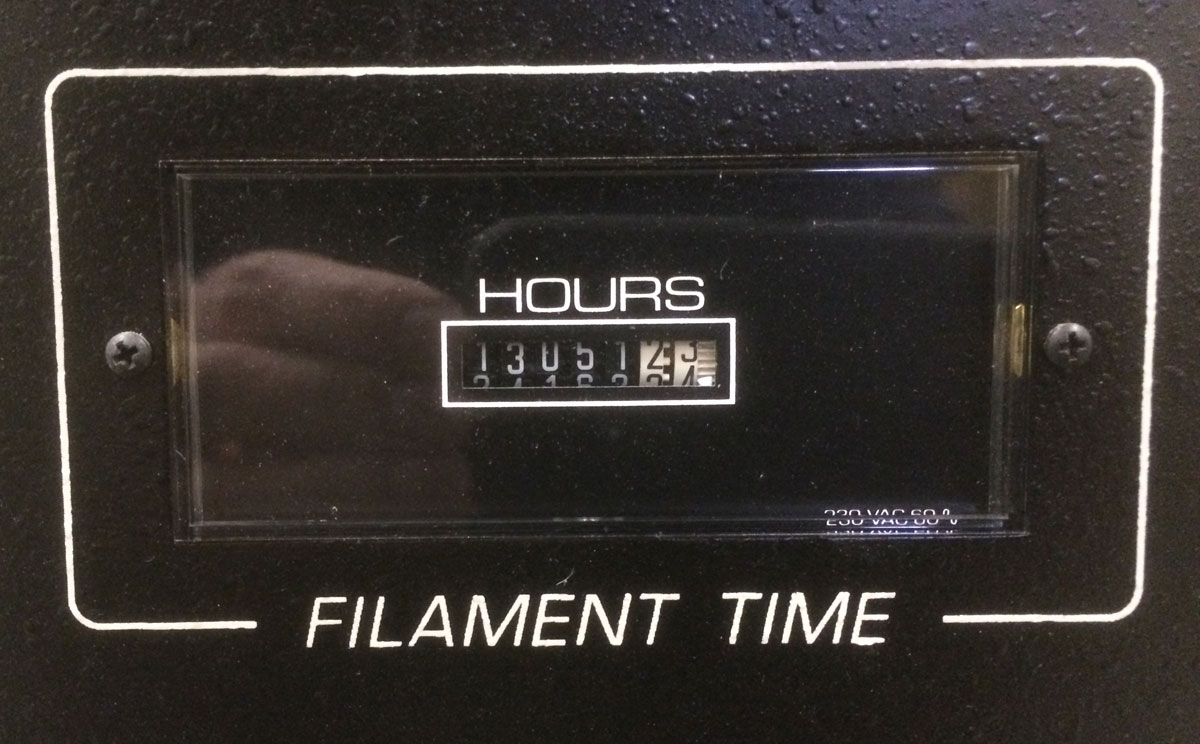 HOURS
1305123
230 VAC 60 ∿
FILAMENT TIME